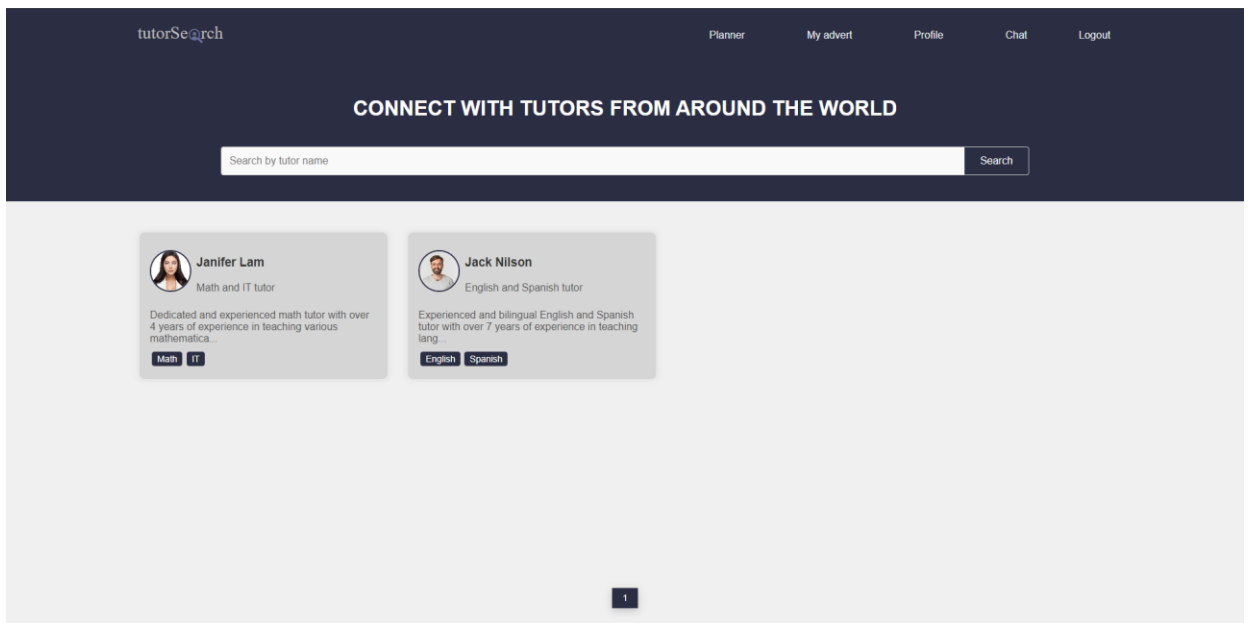 tutorSearch
Planner My advert Profile Chat Logout
CONNECT WITH TUTORS FROM AROUND THE WORLD
Search by tutor name Search
Janifer Lam
Math and IT tutor
Dedicated and experienced math tutor with over
4 years of experience in teaching various
mathematica...
Math IT
Jack Nilson
English and Spanish tutor
Experienced and bilingual English and Spanish
tutor with over 7 years of experience in teaching
lang...
English Spanish
1